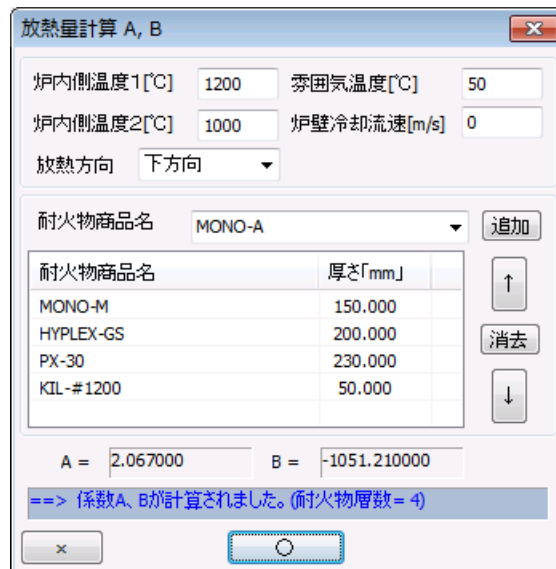 放熱量計算 A, B
炉内側温度1[℃] 1200 雰囲気温度[℃] 50
炉内側温度2[℃] 1000 炉壁冷却流速[m/s] 0
放熱方向 下方向
耐火物商品名 MONO-A 追加
耐火物商品名 厚さ「mm」
↑
MONO-M 150.000
HYPLEX-GS 200.000
消去
PX-30 230.000
KIL-#1200 50.000
↓
A = 2.067000 B = -1051.210000
==> 係数A、Bが計算されました。(耐火物層数= 4)
× ○